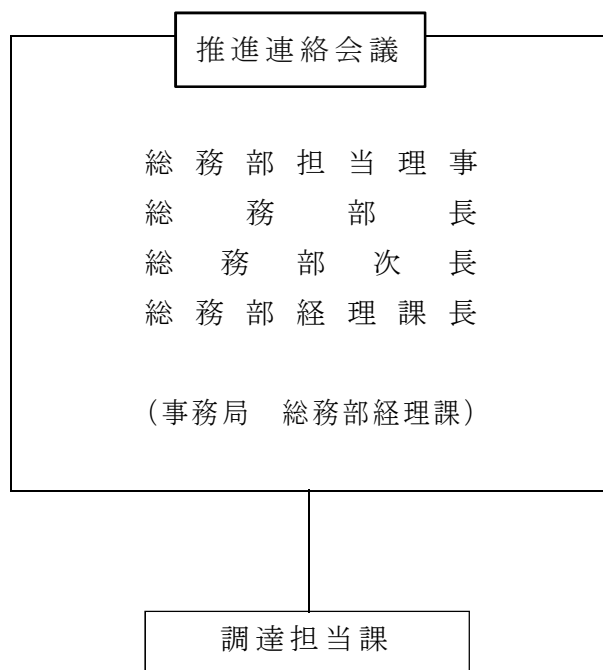 推進連絡会議
総務部担当理事
総務部長
総務部次長
総務部経理課長
（事務局　総務部経理課）
調達担当課